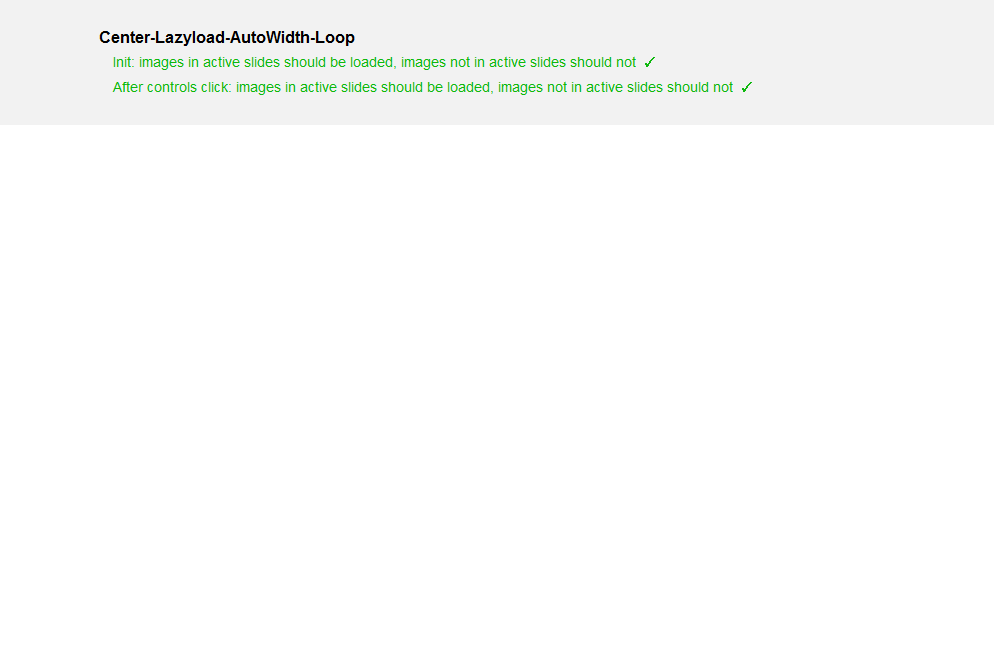 Center-Lazyload-AutoWidth-Loop
Init: images in active slides should be loaded, images not in active slides should not ✓
After controls click: images in active slides should be loaded, images not in active slides should not ✓